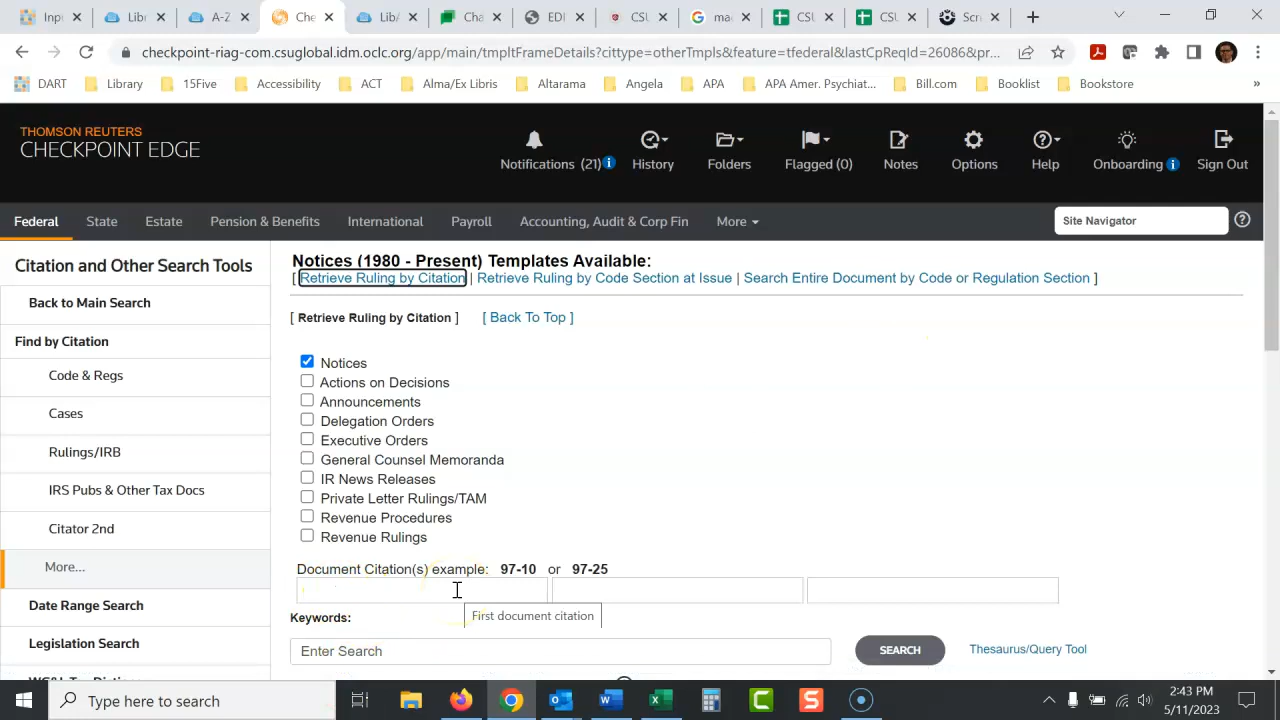 Inpu
Libr
A-Z
Che
LibA
Cha
EDI
CSU
mac
CSU
CSU
Scr
checkpoint-riag-com.csuglobal.idm.oclc.org/app/main/tmpltFrameDetails?cittype=otherTmpls&feature=tfederal&lastCpReqId=26086&pr...
DART Library 15Five Accessibility ACT Alma/Ex Libris Altarama Angela APA APA Amer. Psychiat... Bill.com Booklist Bookstore »
THOMSON REUTERS
CHECKPOINT EDGE
Notifications (21) History Folders Flagged (0) Notes Options Help Onboarding Sign Out
Federal State Estate Pension & Benefits International Payroll Accounting, Audit & Corp Fin More Site Navigator
Citation and Other Search Tools
Back to Main Search
Find by Citation
Code & Regs
Cases
Rulings/IRB
IRS Pubs & Other Tax Docs
Citator 2nd
More...
Date Range Search
Legislation Search
Notices (1980 - Present) Templates Available:
[ Retrieve Ruling by Citation | Retrieve Ruling by Code Section at Issue | Search Entire Document by Code or Regulation Section ]
[ Retrieve Ruling by Citation ] [ Back To Top ]
Notices
Actions on Decisions
Announcements
Delegation Orders
Executive Orders
General Counsel Memoranda
IR News Releases
Private Letter Rulings/TAM
Revenue Procedures
Revenue Rulings
Document Citation(s) example: 97-10 or 97-25
First document citation
Keywords:
Enter Search SEARCH Thesaurus/Query Tool
Type here to search
2:43 PM
5/11/2023